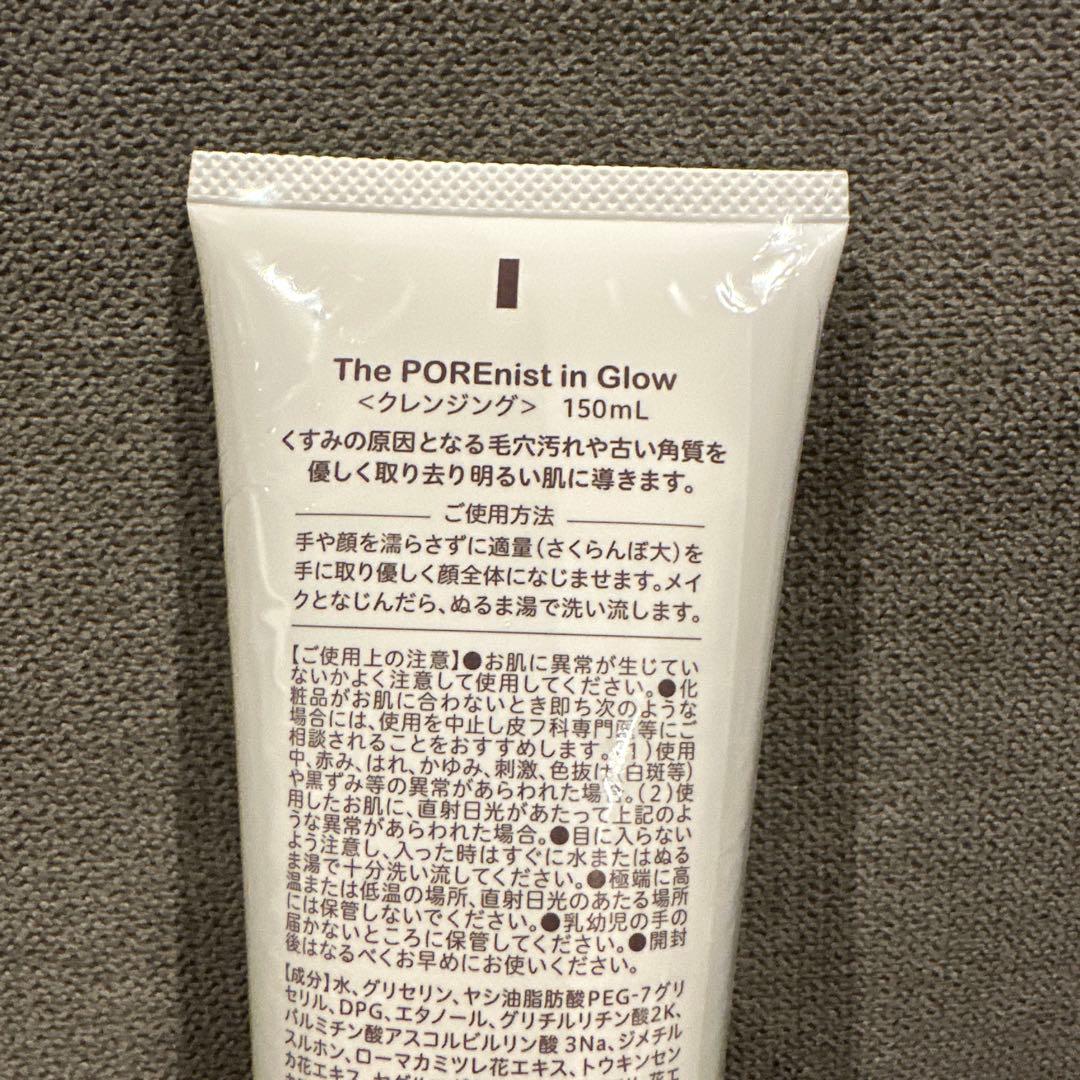 The POREnist in Glow
＜クレンジング＞ 150mL
くすみの原因となる毛穴汚れや古い角質を
優しく取り去り明るい肌に導きます。
ご使用方法
手や顔を濡らさずに適量(さくらんぼ大)を
手に取り優しく顔全体になじませます。メイ
クとなじんだら、ぬるま湯で洗い流します。
【ご使用上の注意】●お肌に異常が生じてい
ないかよく注意して使用してください。●化
粧品がお肌に合わないとき即ち次のような
場合には、使用を中止し皮フ科専門医等にご
相談されることをおすすめします。(1)使用
中、赤み、はれ、かゆみ、刺激、色抜け(白斑等)
や黒ずみ等の異常があらわれた場合。(2)使
用したお肌に、直射日光があたって上記のよ
うな異常があらわれた場合。●目に入らない
よう注意し、入った時はすぐに水またはぬる
ま湯で十分洗い流してください。●極端に高
温または低温の場所、直射日光のあたる場所
には保管しないでください。●乳幼児の手の
届かないところに保管してください。●開封
後はなるべくお早めにお使いください。
【成分】水、グリセリン、ヤシ油脂肪酸PEG-7グリ
セリル、DPG、エタノール、グリチルリチン酸2K、
パルミチン酸アスコルビルリン酸3Na、ジメチル
スルホン、ローマカミツレ花エキス、トウキンセン
カ花エキス、